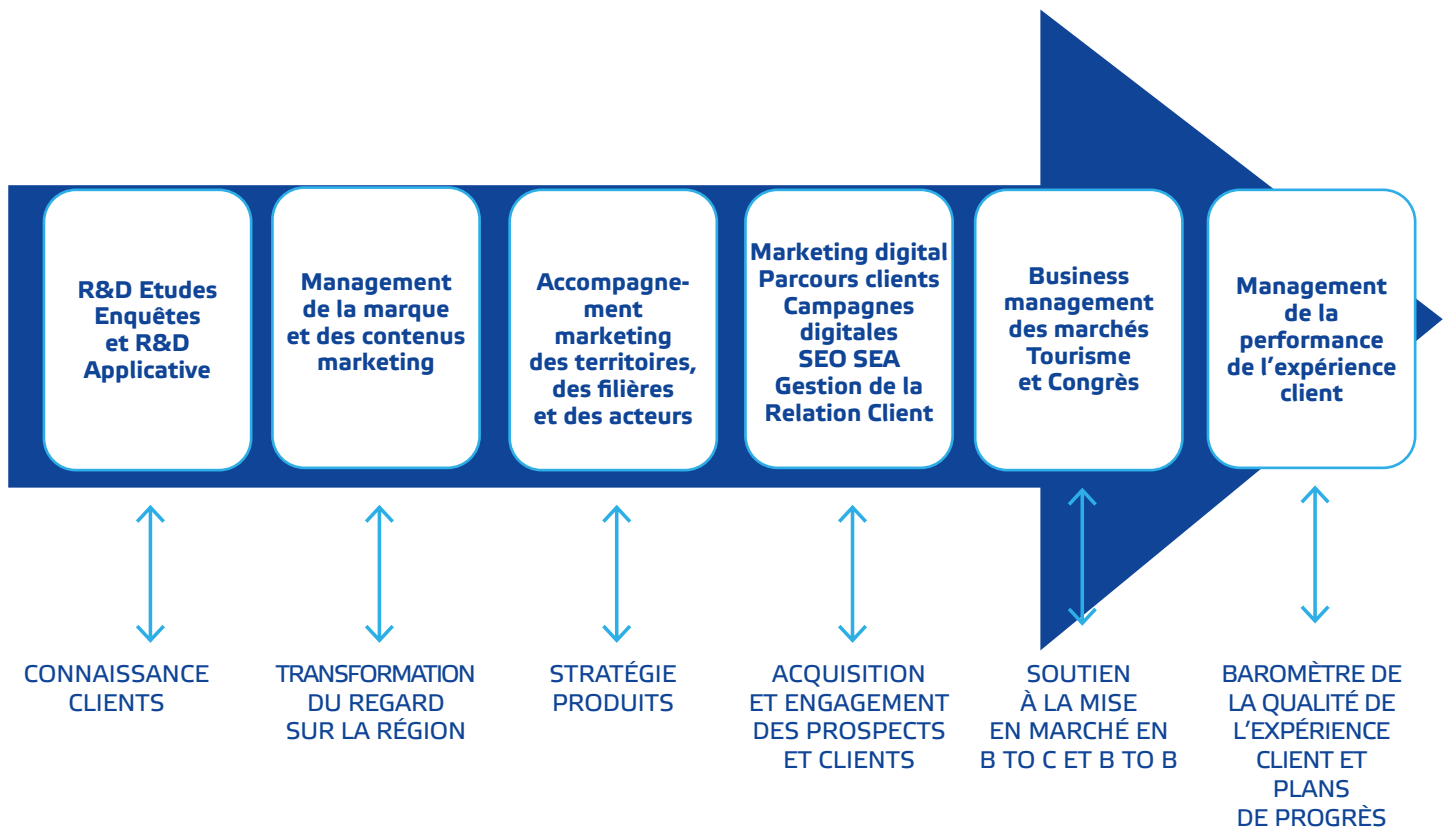 R&D Etudes
Enquêtes
et R&D
Applicative
Management
de la marque
et des contenus
marketing
Accompagne-
ment
marketing
des territoires,
des filières
et des acteurs
Marketing digital
Parcours clients
Campagnes
digitales
SEO SEA
Gestion de la
Relation Client
Business
management
des marchés
Tourisme
et Congrès
Management
de la
performance
de l’expérience
client
CONNAISSANCE
CLIENTS
TRANSFORMATION
DU REGARD
SUR LA RÉGION
STRATÉGIE
PRODUITS
ACQUISITION
ET ENGAGEMENT
DES PROSPECTS
ET CLIENTS
SOUTIEN
À LA MISE
EN MARCHÉ EN
B TO C ET B TO B
BAROMÈTRE DE
LA QUALITÉ DE
L’EXPÉRIENCE
CLIENT ET
PLANS
DE PROGRÈS